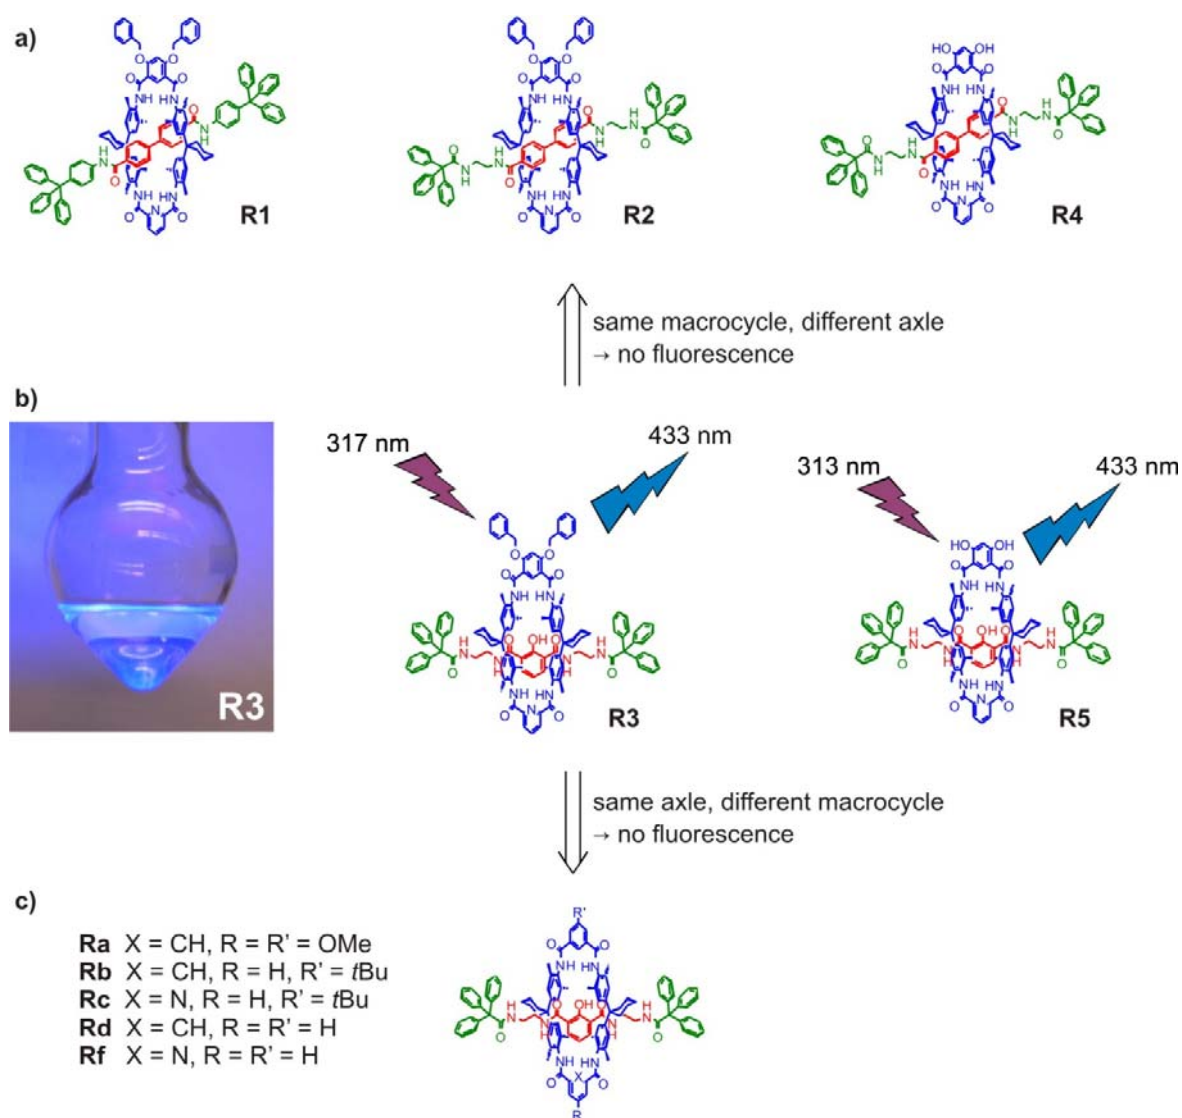 a)
R1
R2
R4
same macrocycle, different axle
→ no fluorescence
b)
317 nm
433 nm
313 nm
433 nm
R3
R3
R5
same axle, different macrocycle
→ no fluorescence
c)
Ra X = CH, R = R' = OMe
Rb X = CH, R = H, R' = tBu
Rc X = N, R = H, R' = tBu
Rd X = CH, R = R' = H
Rf X = N, R = R' = H